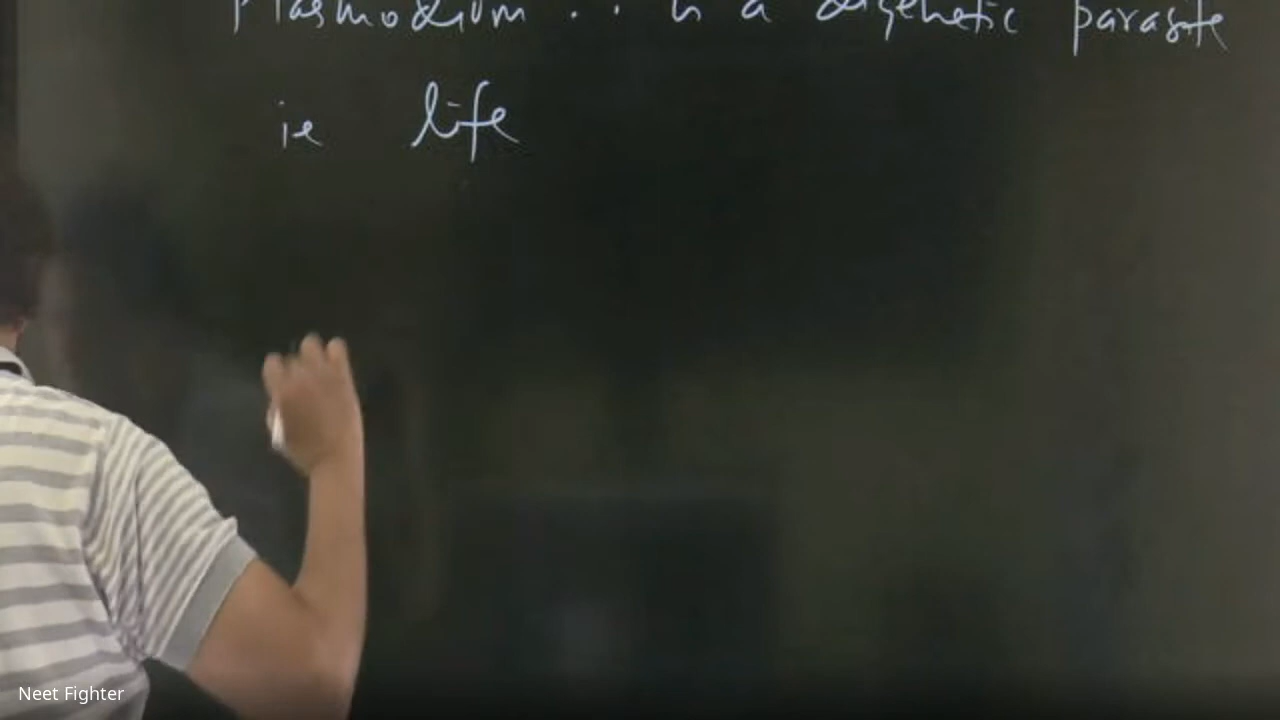 Plasmodium . . is a digenetic parasite
ie life
Neet Fighter